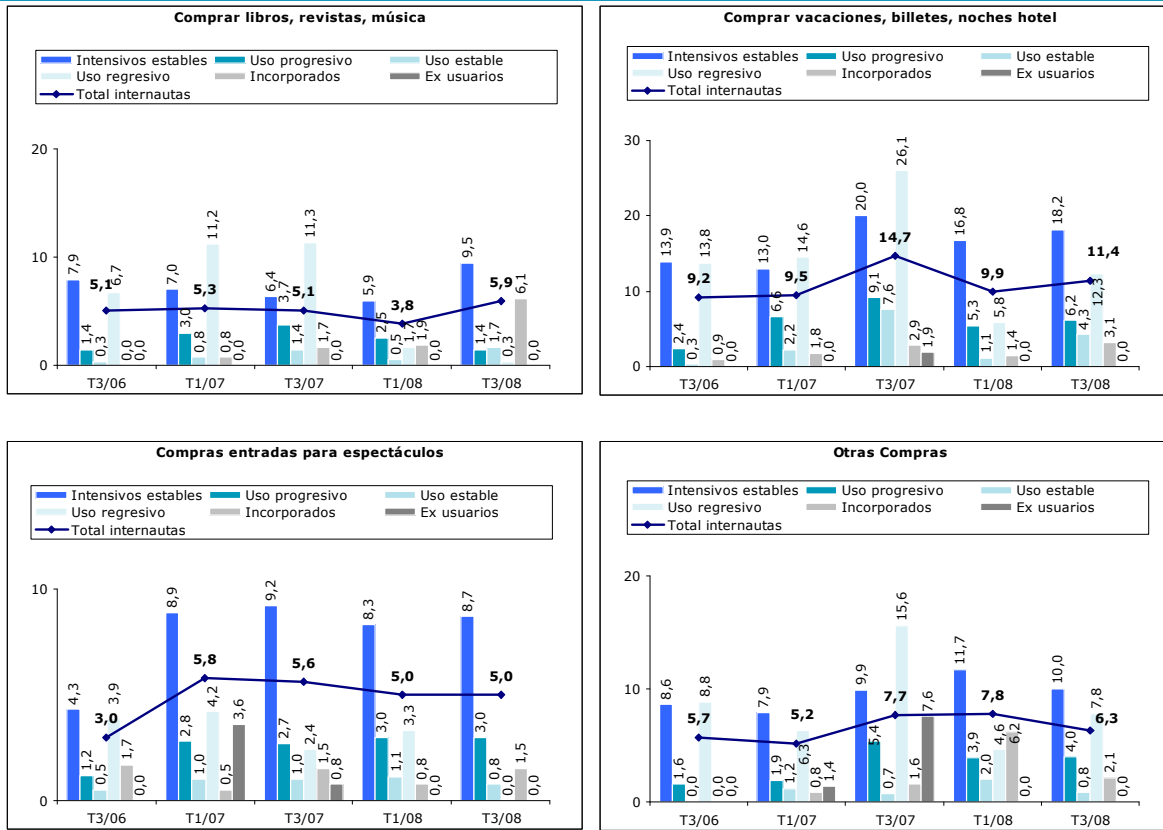 Comprar libros, revistas, música
Intensivos estables Uso progresivo Uso estable
Uso regresivo Incorporados Ex usuarios
Total internautas
20
10
0
7,9 1,4 0,3 6,7 0,0 0,0 5,1
7,0 3,0 0,8 11,2 0,8 0,0 5,3
6,4 3,7 1,4 11,3 1,7 0,0 5,1
5,9 2,5 0,5 1,7 1,9 0,0 3,8
9,5 1,4 1,7 0,3 6,1 0,0 5,9
T3/06 T1/07 T3/07 T1/08 T3/08
Comprar vacaciones, billetes, noches hotel
Intensivos estables Uso progresivo Uso estable
Uso regresivo Incorporados Ex usuarios
Total internautas
30
20
10
0
13,9 2,4 0,3 13,8 0,9 0,0 9,2
13,0 6,6 2,2 14,6 1,8 0,0 9,5
20,0 9,1 7,6 26,1 2,9 1,9 14,7
16,8 5,3 1,1 5,8 1,4 0,0 9,9
18,2 6,2 4,3 12,3 3,1 0,0 11,4
T3/06 T1/07 T3/07 T1/08 T3/08
Compras entradas para espectáculos
Intensivos estables Uso progresivo Uso estable
Uso regresivo Incorporados Ex usuarios
Total internautas
10
0
4,3 1,2 0,5 3,9 1,7 0,0 3,0
8,9 2,8 1,0 4,2 0,5 3,6 5,8
9,2 2,7 1,0 2,4 1,5 0,8 5,6
8,3 3,0 1,1 3,3 0,8 0,0 5,0
8,7 3,0 0,8 0,0 1,5 0,0 5,0
T3/06 T1/07 T3/07 T1/08 T3/08
Otras Compras
Intensivos estables Uso progresivo Uso estable
Uso regresivo Incorporados Ex usuarios
Total internautas
20
10
0
8,6 1,6 0,0 8,8 0,0 0,0 5,7
7,9 1,9 1,2 6,3 0,8 1,4 5,2
9,9 5,4 0,7 15,6 1,6 7,6 7,7
11,7 3,9 2,0 4,6 6,2 0,0 7,8
10,0 4,0 0,8 7,8 2,1 0,0 6,3
T3/06 T1/07 T3/07 T1/08 T3/08